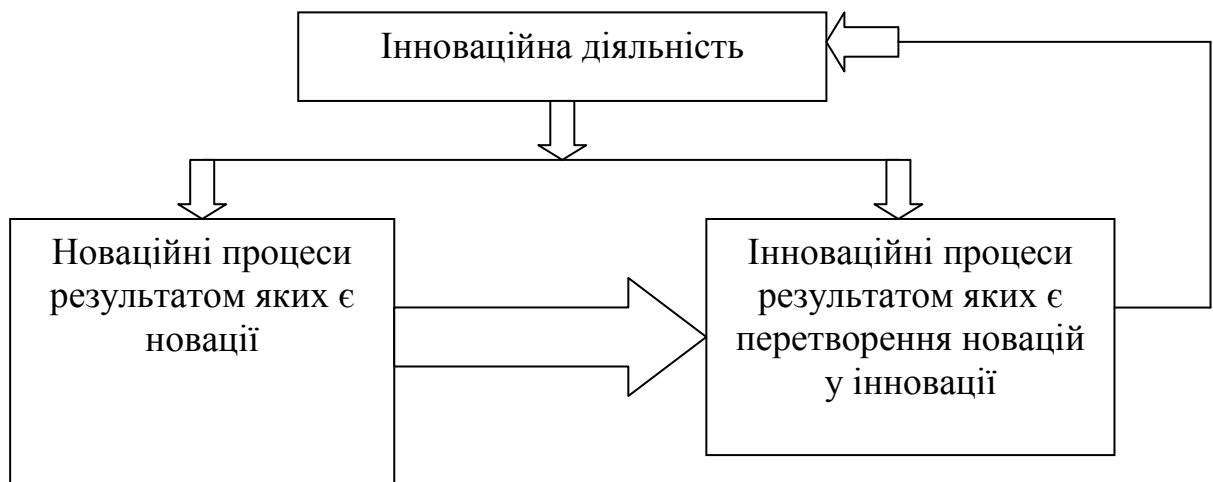 Інноваційна діяльність
Новаційні процеси
результатом яких є
новації
Інноваційні процеси
результатом яких є
перетворення новацій
у інновації